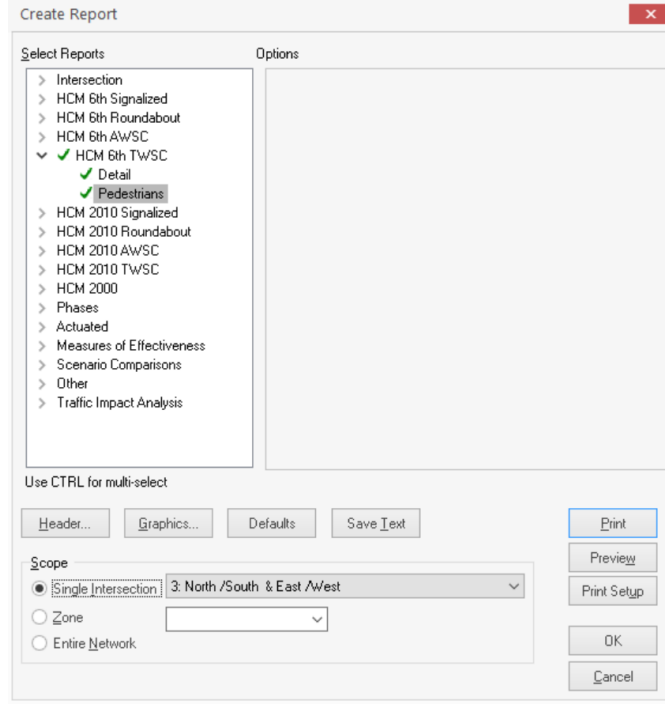 Create Report
Select Reports
Options
Intersection
HCM 6th Signalized
HCM 6th Roundabout
HCM 6th AWSC
HCM 6th TWSC
Detail
Pedestrians
HCM 2010 Signalized
HCM 2010 Roundabout
HCM 2010 AWSC
HCM 2010 TWSC
HCM 2000
Phases
Actuated
Measures of Effectiveness
Scenario Comparisons
Other
Traffic Impact Analysis
Use CTRL for multi-select
Header... Graphics... Defaults Save Text Print
Preview
Scope
Single Intersection 3: North /South & East /West Print Setup
Zone
Entire Network OK
Cancel